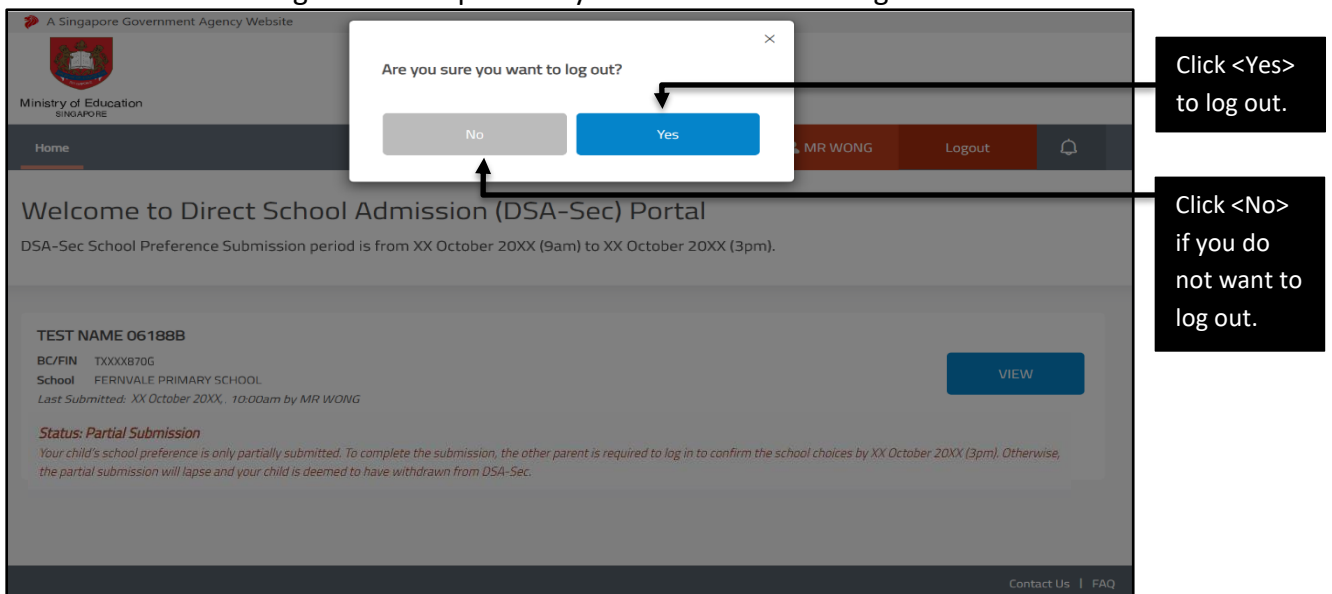 A Singapore Government Agency Website
Ministry of Education
SINGAPORE
Are you sure you want to log out?
No
Yes
Home
MR WONG
Logout
Welcome to Direct School Admission (DSA-Sec) Portal
DSA-Sec School Preference Submission period is from XX October 20XX (9am) to XX October 20XX (3pm).
TEST NAME 06188B
BC/FIN TXXXX870G
School FERNVALE PRIMARY SCHOOL
Last Submitted: XX October 20XX, 10:00am by MR WONG
VIEW
Status: Partial Submission
Your child's school preference is only partially submitted. To complete the submission, the other parent is required to log in to confirm the school choices by XX October 20XX (3pm). Otherwise,
the partial submission will lapse and your child is deemed to have withdrawn from DSA-Sec.
Contact Us | FAQ
Click <Yes>
to log out.
Click <No>
if you do
not want to
log out.